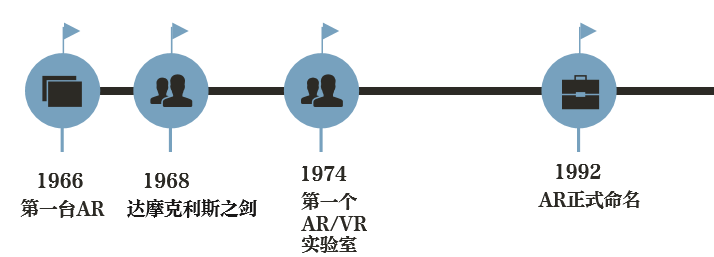 1966
第一台AR
1968
达摩克利斯之剑
1974
第一个
AR/VR
实验室
1992
AR正式命名